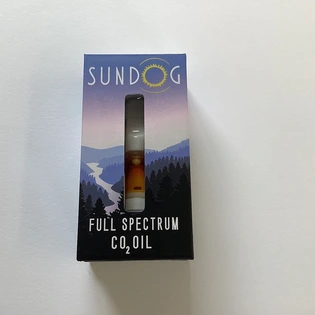 SUNDOG
FULL SPECTRUM
CO₂ OIL